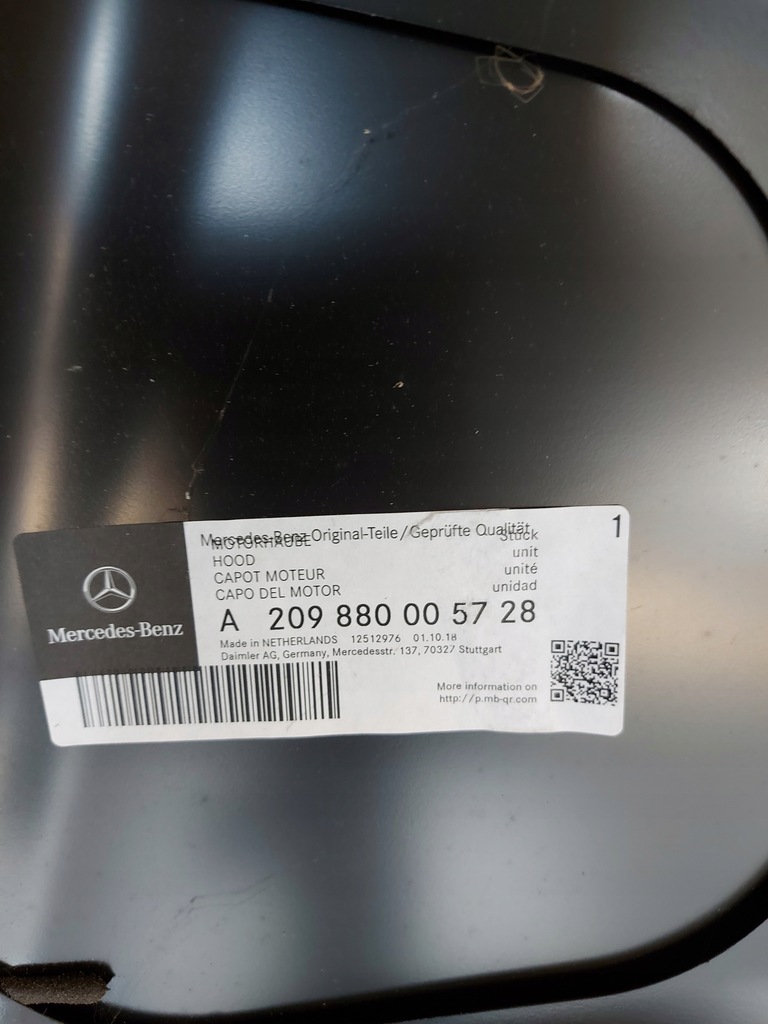 Mercedes-Benz Original-Teile/Geprüfte Qualität
MOTORHAUBE Stück 1
HOOD unit
CAPOT MOTEUR unité
CAPO DEL MOTOR unidad
A 209 880 00 57 28
Made in NETHERLANDS 12512976 01.10.18
Daimler AG, Germany, Mercedesstr. 137, 70327 Stuttgart
Mercedes-Benz
More information on
http://p.mb-qr.com